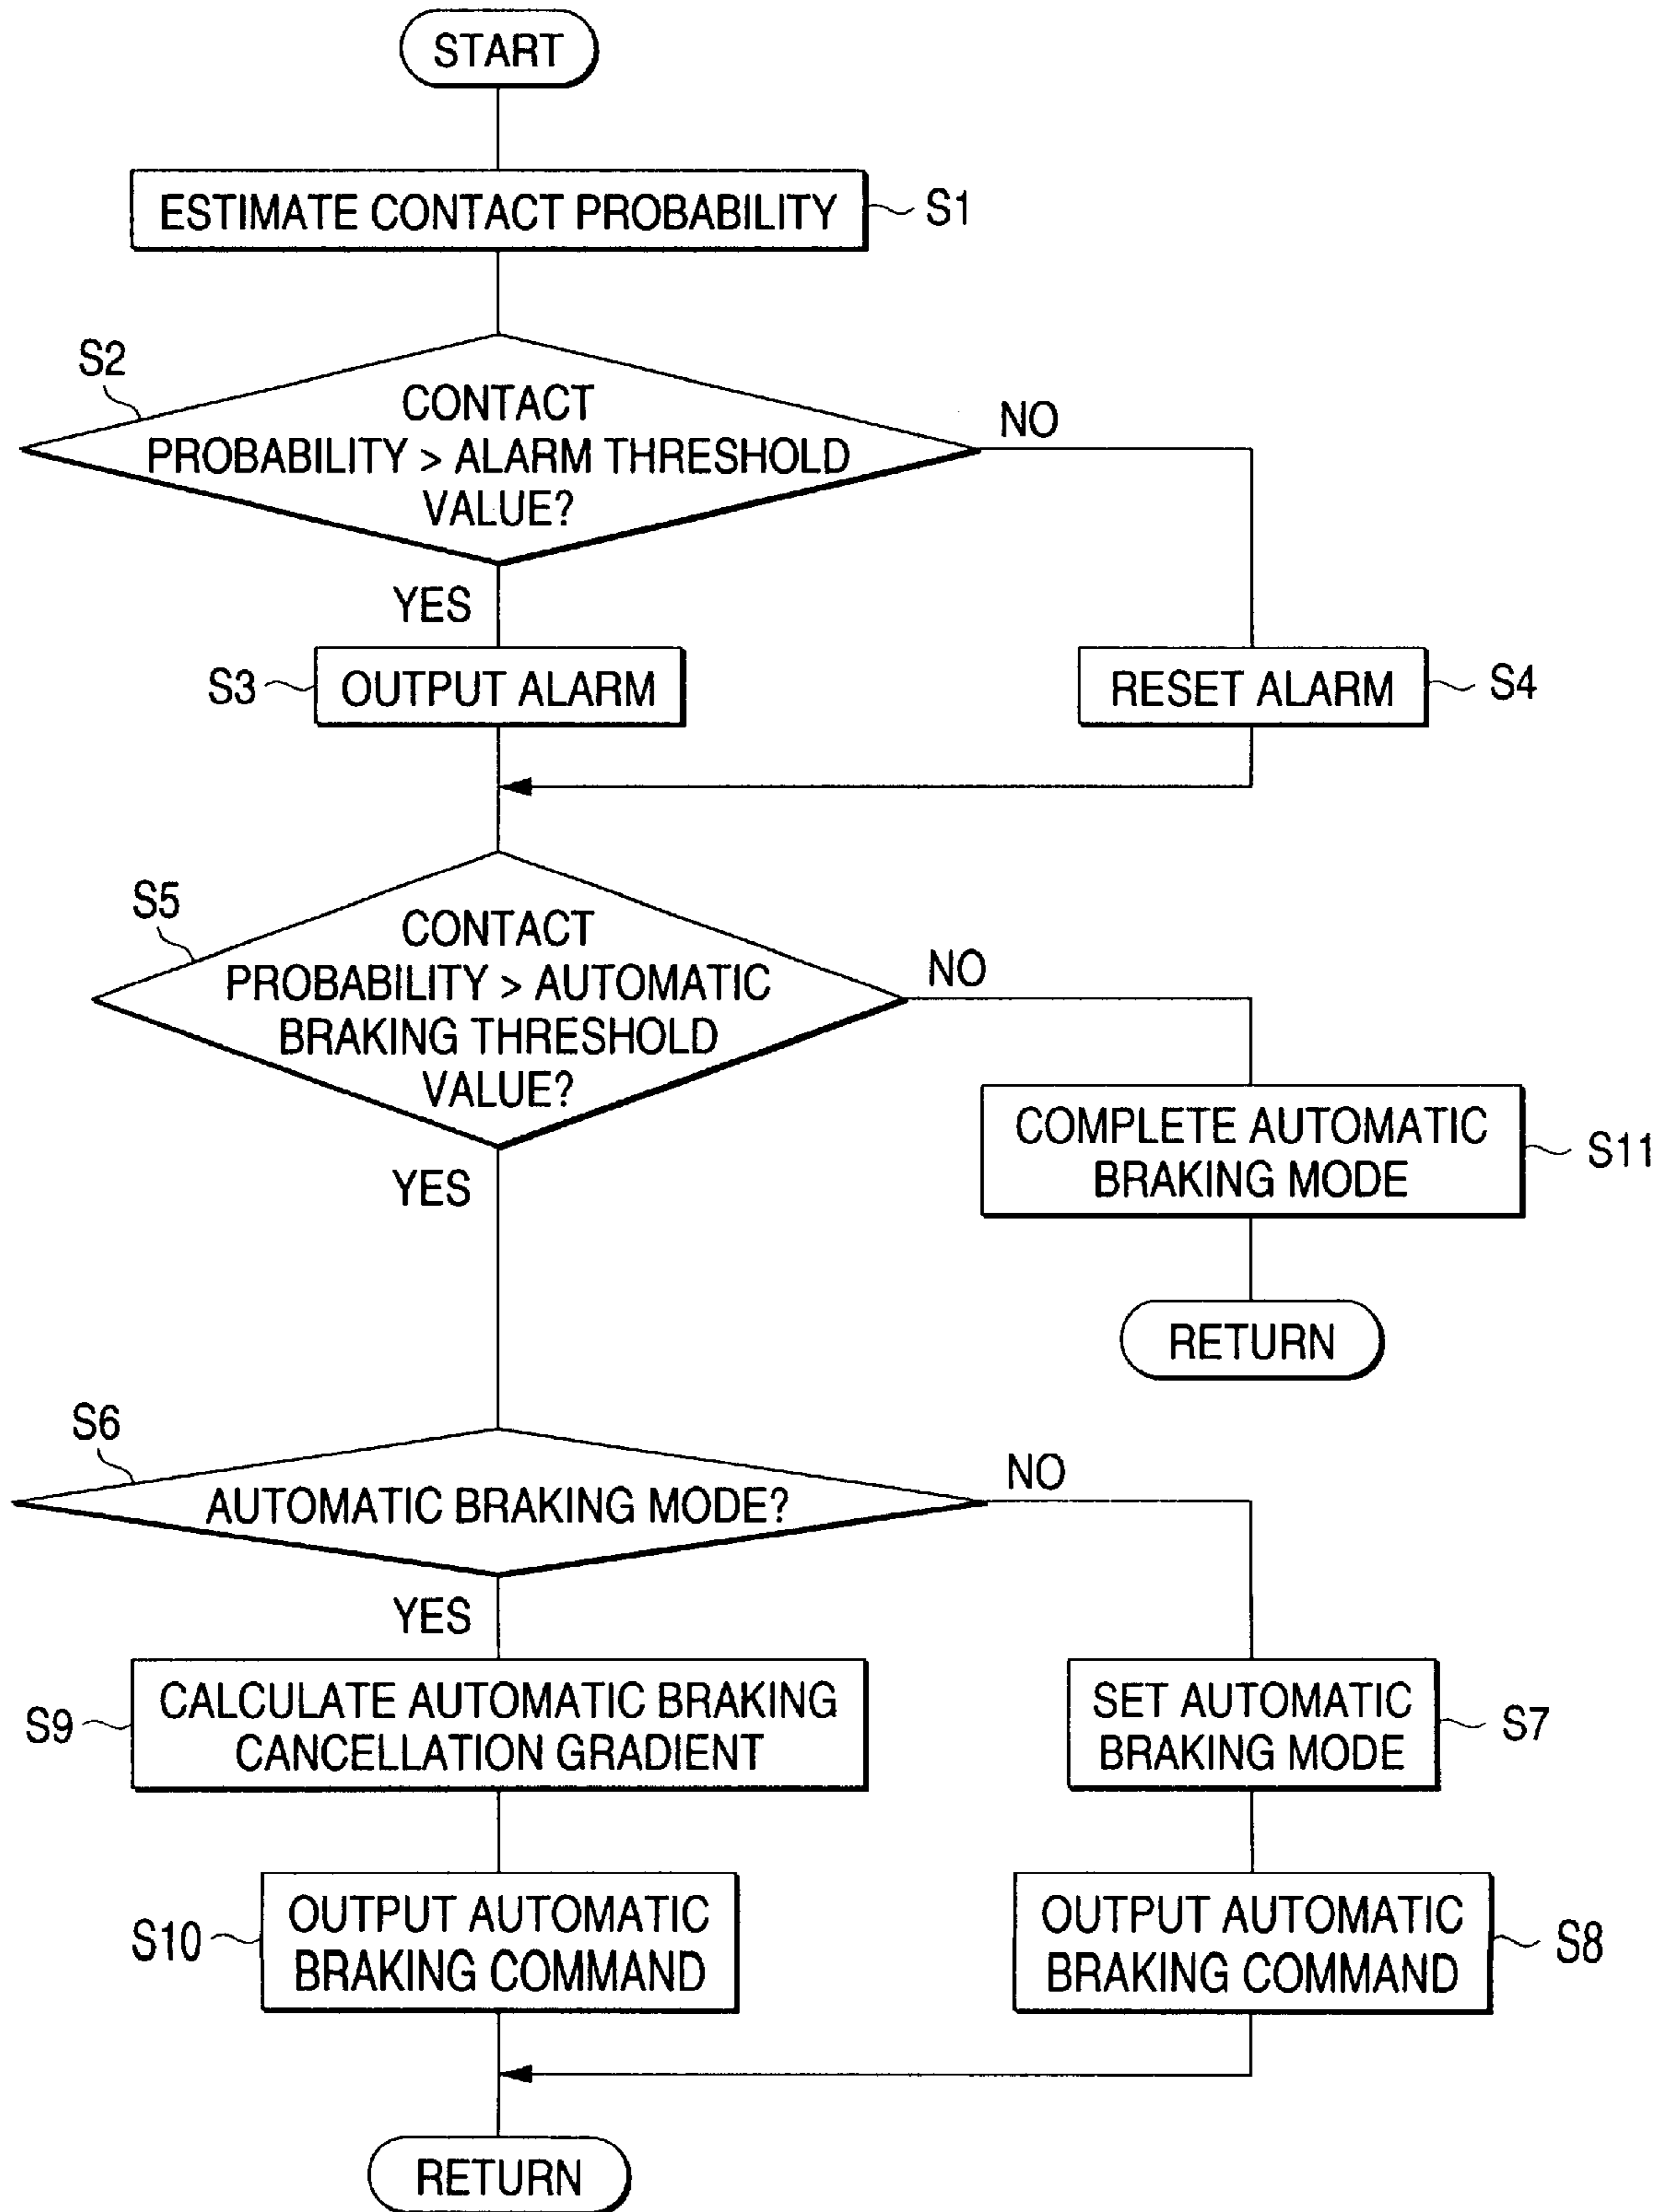 START
ESTIMATE CONTACT PROBABILITY
S1
S2
CONTACT
PROBABILITY > ALARM THRESHOLD
VALUE?
NO
YES
S3
OUTPUT ALARM
RESET ALARM
S4
S5
CONTACT
PROBABILITY > AUTOMATIC
BRAKING THRESHOLD
VALUE?
NO
YES
COMPLETE AUTOMATIC
BRAKING MODE
S11
RETURN
S6
AUTOMATIC BRAKING MODE?
NO
YES
S9
CALCULATE AUTOMATIC BRAKING
CANCELLATION GRADIENT
SET AUTOMATIC
BRAKING MODE
S7
S10
OUTPUT AUTOMATIC
BRAKING COMMAND
OUTPUT AUTOMATIC
BRAKING COMMAND
S8
RETURN